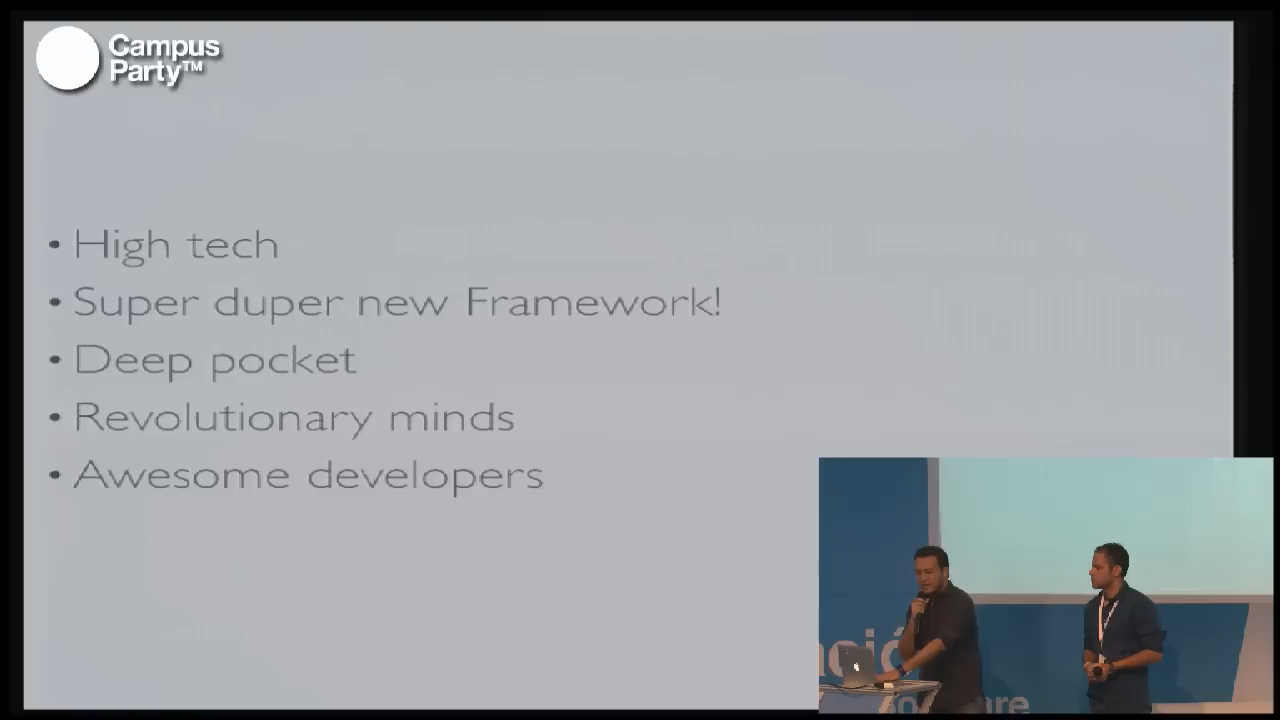 Campus
Party™
• High tech
• Super duper new Framework!
• Deep pocket
• Revolutionary minds
• Awesome developers